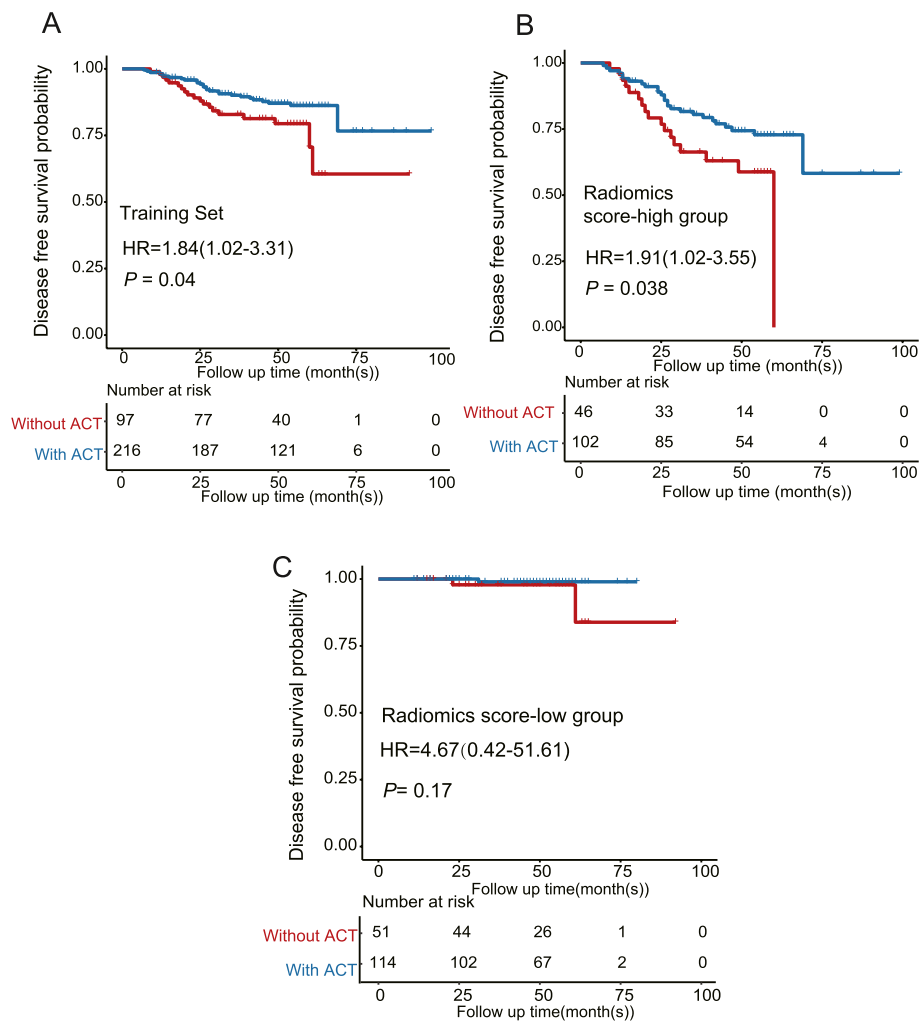 A
Disease free survival probability
1.00
0.75
0.50
0.25
0.00
Training Set
HR=1.84(1.02-3.31)
P = 0.04
0 25 50 75 100
Follow up time (month(s))
Number at risk
Without ACT 97 77 40 1 0
With ACT 216 187 121 6 0
0 25 50 75 100
Follow up time (month(s))
B
Disease free survival probability
1.00
0.75
0.50
0.25
0.00
Radiomics
score-high group
HR=1.91(1.02-3.55)
P = 0.038
0 25 50 75 100
Follow up time (month(s))
Number at risk
Without ACT 46 33 14 0 0
With ACT 102 85 54 4 0
0 25 50 75 100
Follow up time (month(s))
C
Disease free survival probability
1.00
0.75
0.50
0.25
0.00
Radiomics score-low group
HR=4.67(0.42-51.61)
P= 0.17
0 25 50 75 100
Follow up time(month(s))
Number at risk
Without ACT 51 44 26 1 0
With ACT 114 102 67 2 0
0 25 50 75 100
Follow up time(month(s))